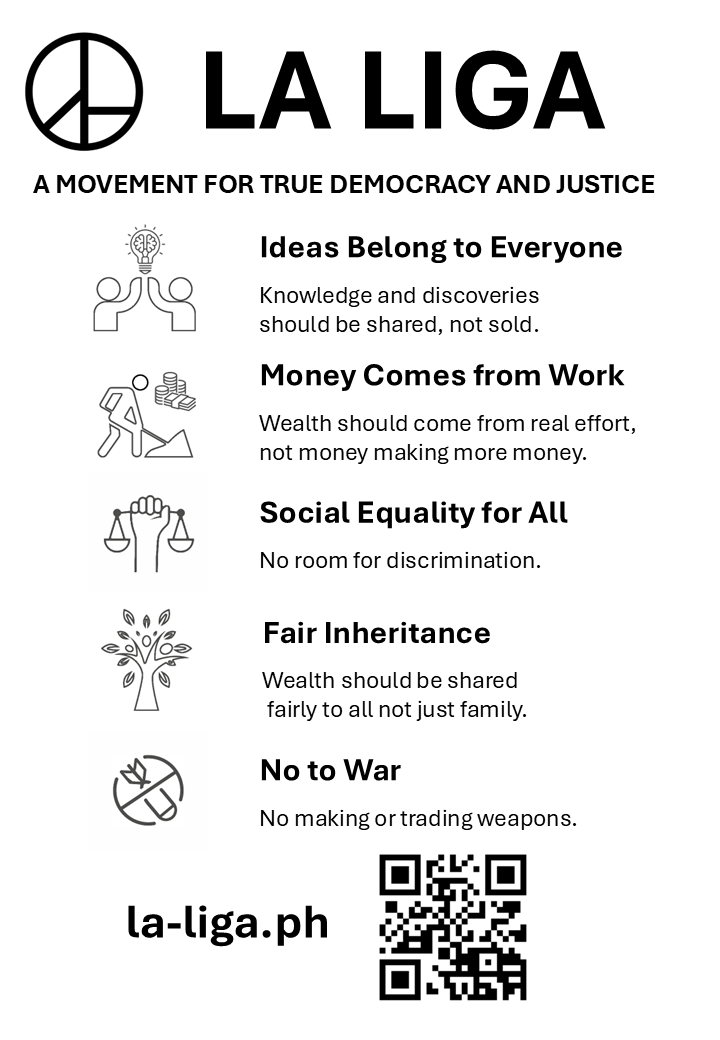 LA LIGA
A MOVEMENT FOR TRUE DEMOCRACY AND JUSTICE
Ideas Belong to Everyone
Knowledge and discoveries
should be shared, not sold.
Money Comes from Work
Wealth should come from real effort,
not money making more money.
Social Equality for All
No room for discrimination.
Fair Inheritance
Wealth should be shared
fairly to all not just family.
No to War
No making or trading weapons.
la-liga.ph